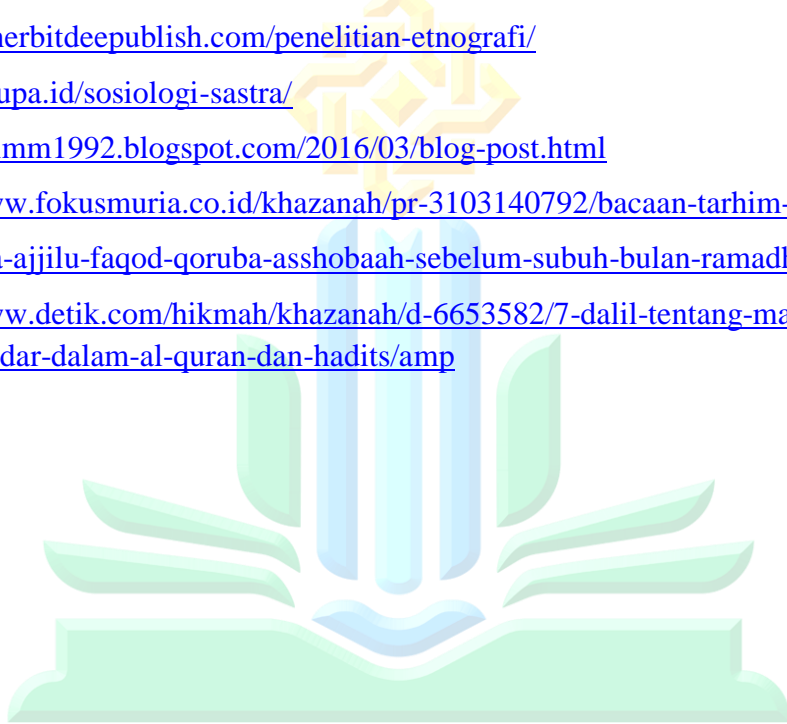 nerbitdeepublish.com/penelitian-etnografi/
upa.id/sosiologi-sastra/
mm1992.blogspot.com/2016/03/blog-post.html
ww.fokusmuria.co.id/khazanah/pr-3103140792/bacaan-tarhim-
-ajjilu-faqod-qoruba-asshobaah-sebelum-subuh-bulan-ramadh
ww.detik.com/hikmah/khazanah/d-6653582/7-dalil-tentang-ma
dar-dalam-al-quran-dan-hadits/amp